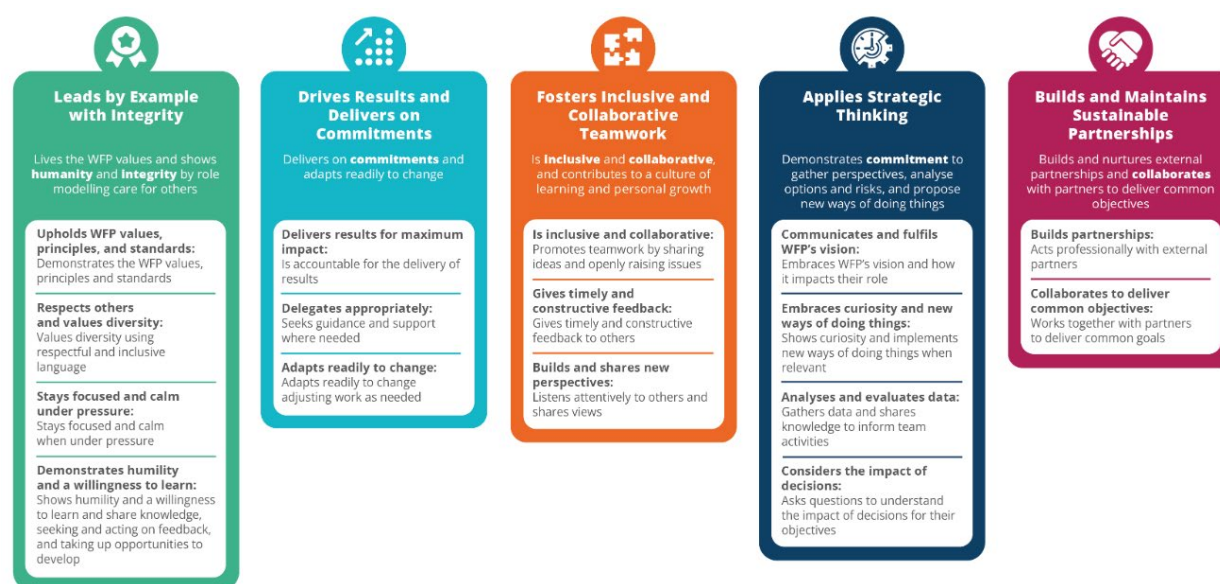 Leads by Example
with Integrity
Lives the WFP values and shows
humanity and integrity by role
modelling care for others
Upholds WFP values,
principles, and standards:
Demonstrates the WFP values,
principles and standards
Respects others
and values diversity:
Values diversity using
respectful and inclusive
language
Stays focused and calm
under pressure:
Stays focused and calm
when under pressure
Demonstrates humility
and a willingness to learn:
Shows humility and a willingness
to learn and share knowledge,
seeking and acting on feedback,
and taking up opportunities to
develop
Drives Results and
Delivers on
Commitments
Delivers on commitments and
adapts readily to change
Delivers results for maximum
impact:
Is accountable for the delivery of
results
Delegates appropriately:
Seeks guidance and support
where needed
Adapts readily to change:
Adapts readily to change
adjusting work as needed
Fosters Inclusive and
Collaborative
Teamwork
Is inclusive and collaborative,
and contributes to a culture of
learning and personal growth
Is inclusive and collaborative:
Promotes teamwork by sharing
ideas and openly raising issues
Gives timely and
constructive feedback:
Gives timely and constructive
feedback to others
Builds and shares new
perspectives:
Listens attentively to others and
shares views
Applies Strategic
Thinking
Demonstrates commitment to
gather perspectives, analyse
options and risks, and propose
new ways of doing things
Communicates and fulfils
WFP's vision:
Embraces WFP's vision and how
it impacts their role
Embraces curiosity and new
ways of doing things:
Shows curiosity and implements
new ways of doing things when
relevant
Analyses and evaluates data:
Gathers data and shares
knowledge to inform team
activities
Considers the impact of
decisions:
Asks questions to understand
the impact of decisions for their
objectives
Builds and Maintains
Sustainable
Partnerships
Builds and nurtures external
partnerships and collaborates
with partners to deliver common
objectives
Builds partnerships:
Acts professionally with external
partners
Collaborates to deliver
common objectives:
Works together with partners
to deliver common goals